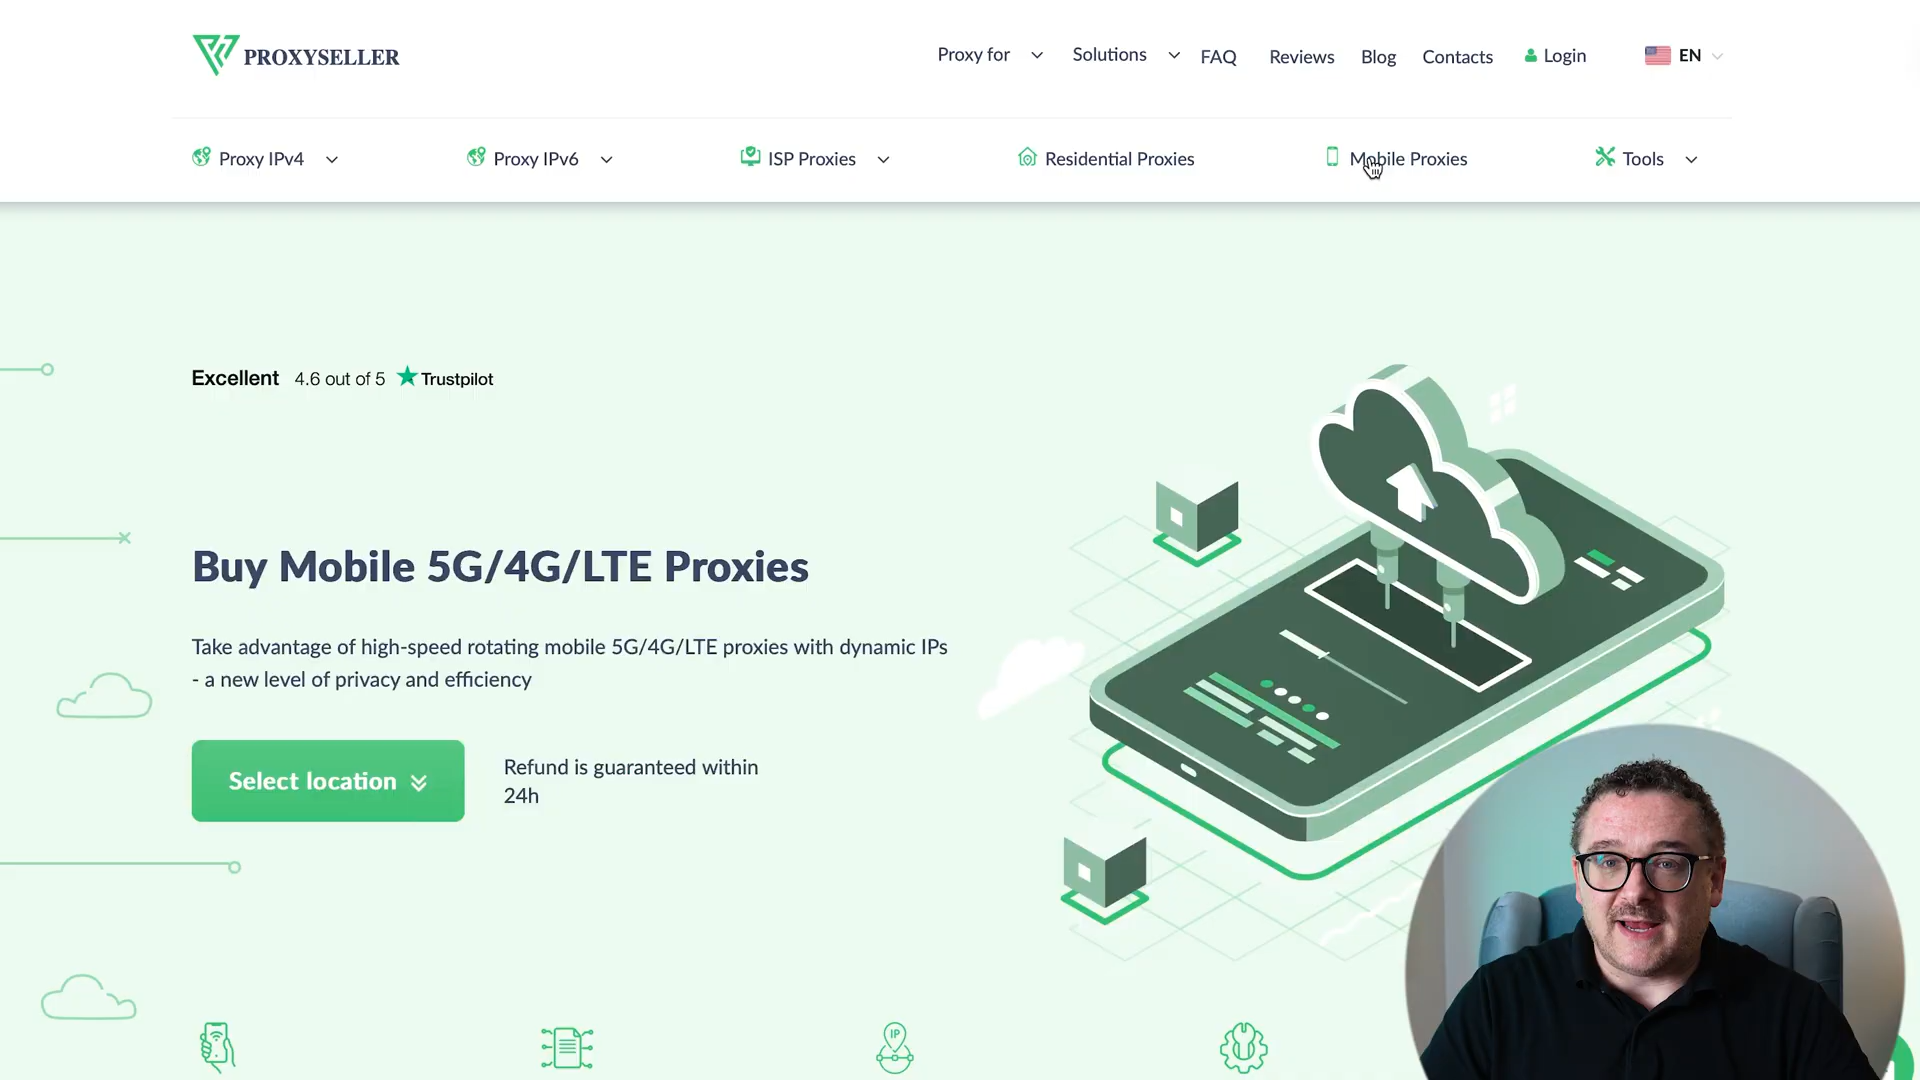 PROXYSELLER
Proxy for
Solutions
FAQ
Reviews
Blog
Contacts
Login
EN
Proxy IPv4
Proxy IPv6
ISP Proxies
Residential Proxies
Mobile Proxies
Tools
Excellent 4.6 out of 5 Trustpilot
Buy Mobile 5G/4G/LTE Proxies
Take advantage of high-speed rotating mobile 5G/4G/LTE proxies with dynamic IPs
- a new level of privacy and efficiency
Select location
Refund is guaranteed within
24h
IP